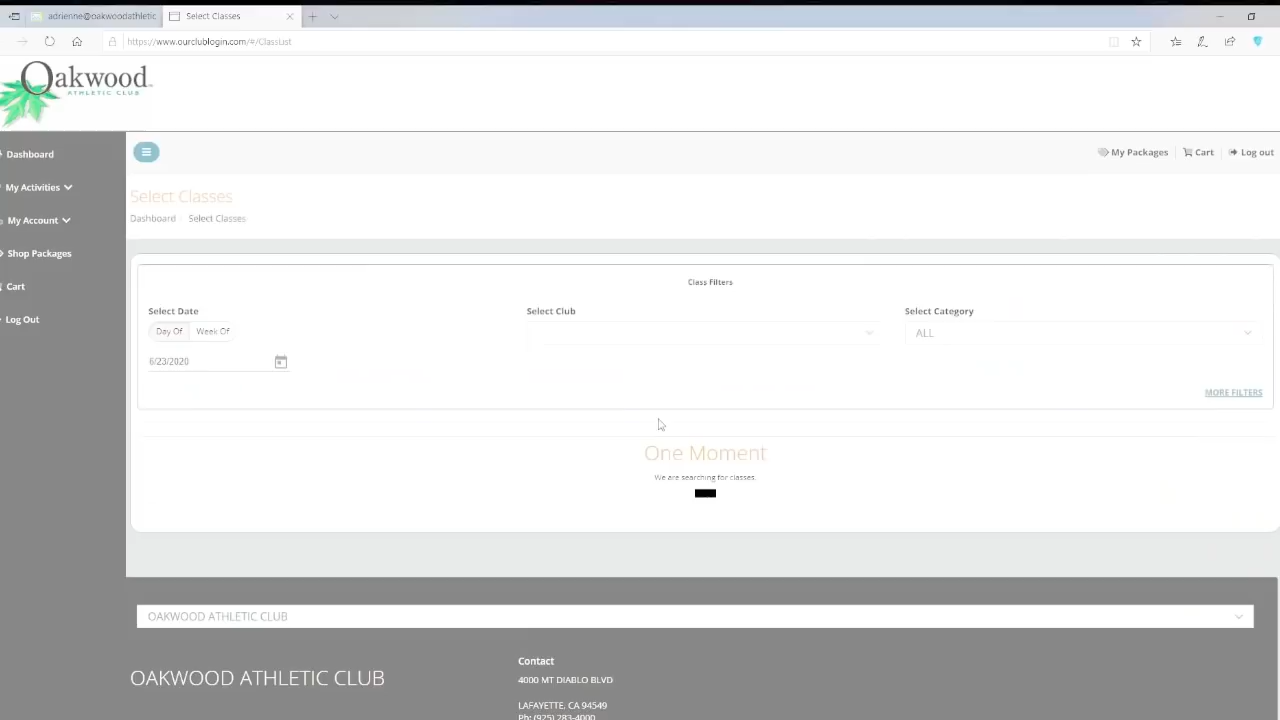 adrienne@oakwoodathletic
Select Classes
https://www.ourclublogin.com/#/ClassList
Oakwood
ATHLETIC CLUB
Dashboard
My Activities
My Account
Shop Packages
Cart
Log Out
My Packages
Cart
Log out
Select Classes
Dashboard
Select Classes
Class Filters
Select Date
Day Of
Week Of
6/23/2020
Select Club
Select Category
ALL
MORE FILTERS
One Moment
We are searching for classes.
OAKWOOD ATHLETIC CLUB
OAKWOOD ATHLETIC CLUB
Contact
4000 MT DIABLO BLVD
LAFAYETTE, CA 94549
Ph: (925) 283-4000